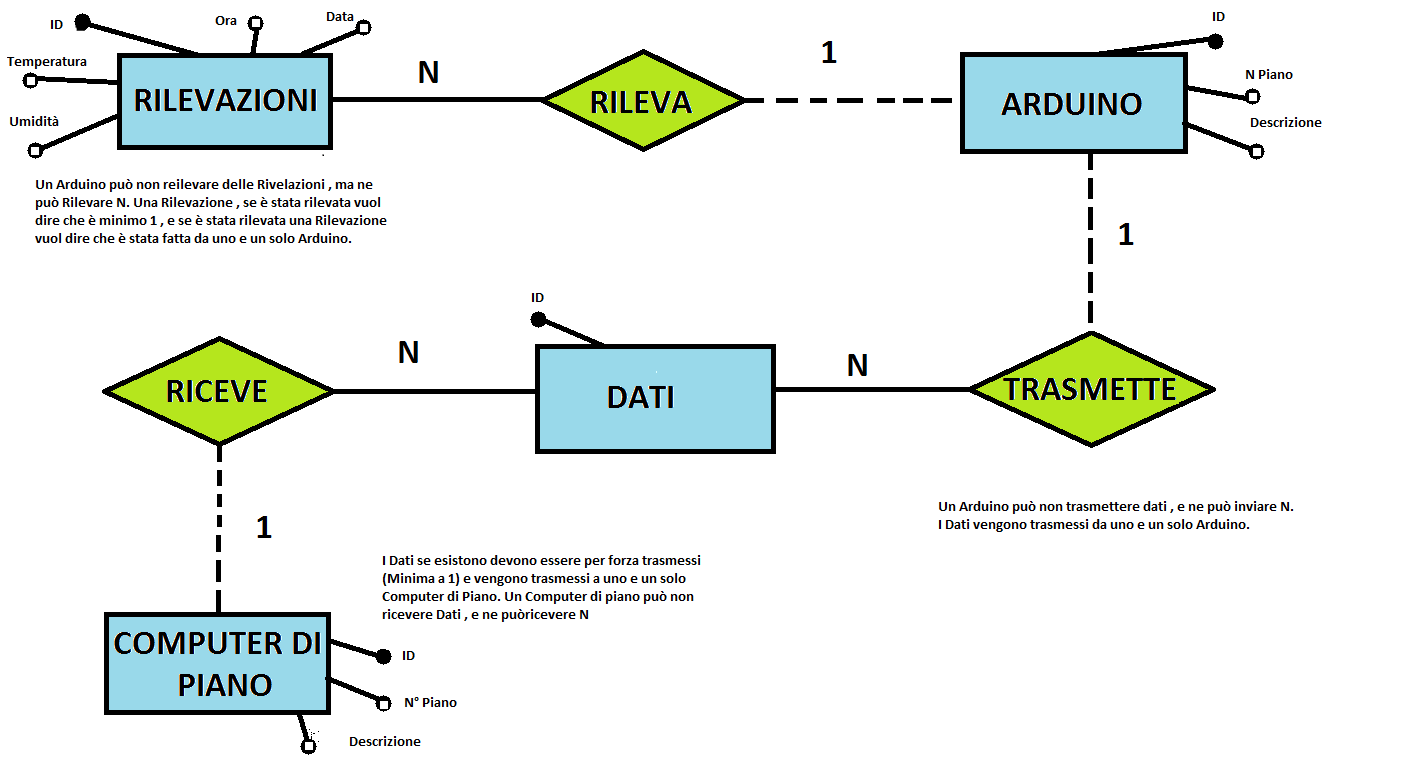 ID
Ora
Data
Temperatura
Umidità
RILEVAZIONI
N
RILEVA
1
ARDUINO
ID
N Piano
Descrizione
Un Arduino può non reilevare delle Rivelazioni , ma ne
può Rilevare N. Una Rilevazione , se è stata rilevata vuol
dire che è minimo 1 , e se è stata rilevata una Rilevazione
vuol dire che è stata fatta da uno e un solo Arduino.
1
RICEVE
N
ID
DATI
N
TRASMETTE
Un Arduino può non trasmettere dati , e ne può inviare N.
I Dati vengono trasmessi da uno e un solo Arduino.
1
I Dati se esistono devono essere per forza trasmessi
(Minima a 1) e vengono trasmessi a uno e un solo
Computer di Piano. Un Computer di piano può non
ricevere Dati , e ne puòricevere N
COMPUTER DI
PIANO
ID
N° Piano
Descrizione